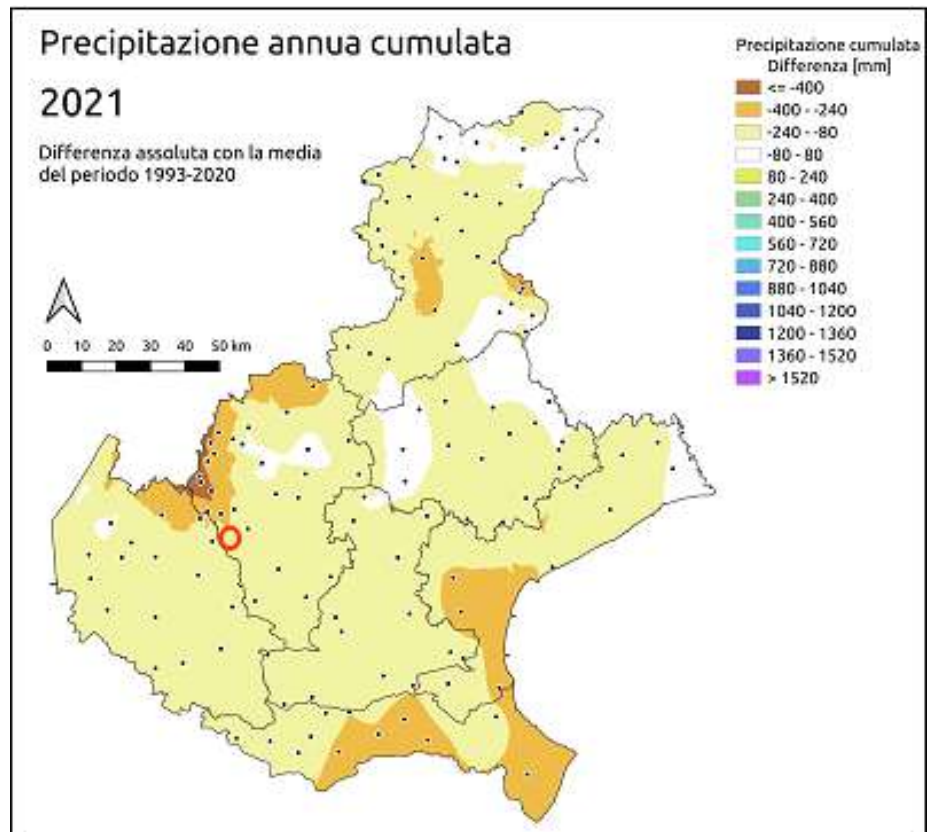 Precipitazione annua cumulata
2021
Differenza assoluta con la media
del periodo 1993-2020
0 10 20 30 40 50 km
Precipitazione cumulata
Differenza [mm]
<= -400
-400 - -240
-240 - -80
-80 - 80
80 - 240
240 - 400
400 - 560
560 - 720
720 - 880
880 - 1040
1040 - 1200
1200 - 1360
1360 - 1520
> 1520